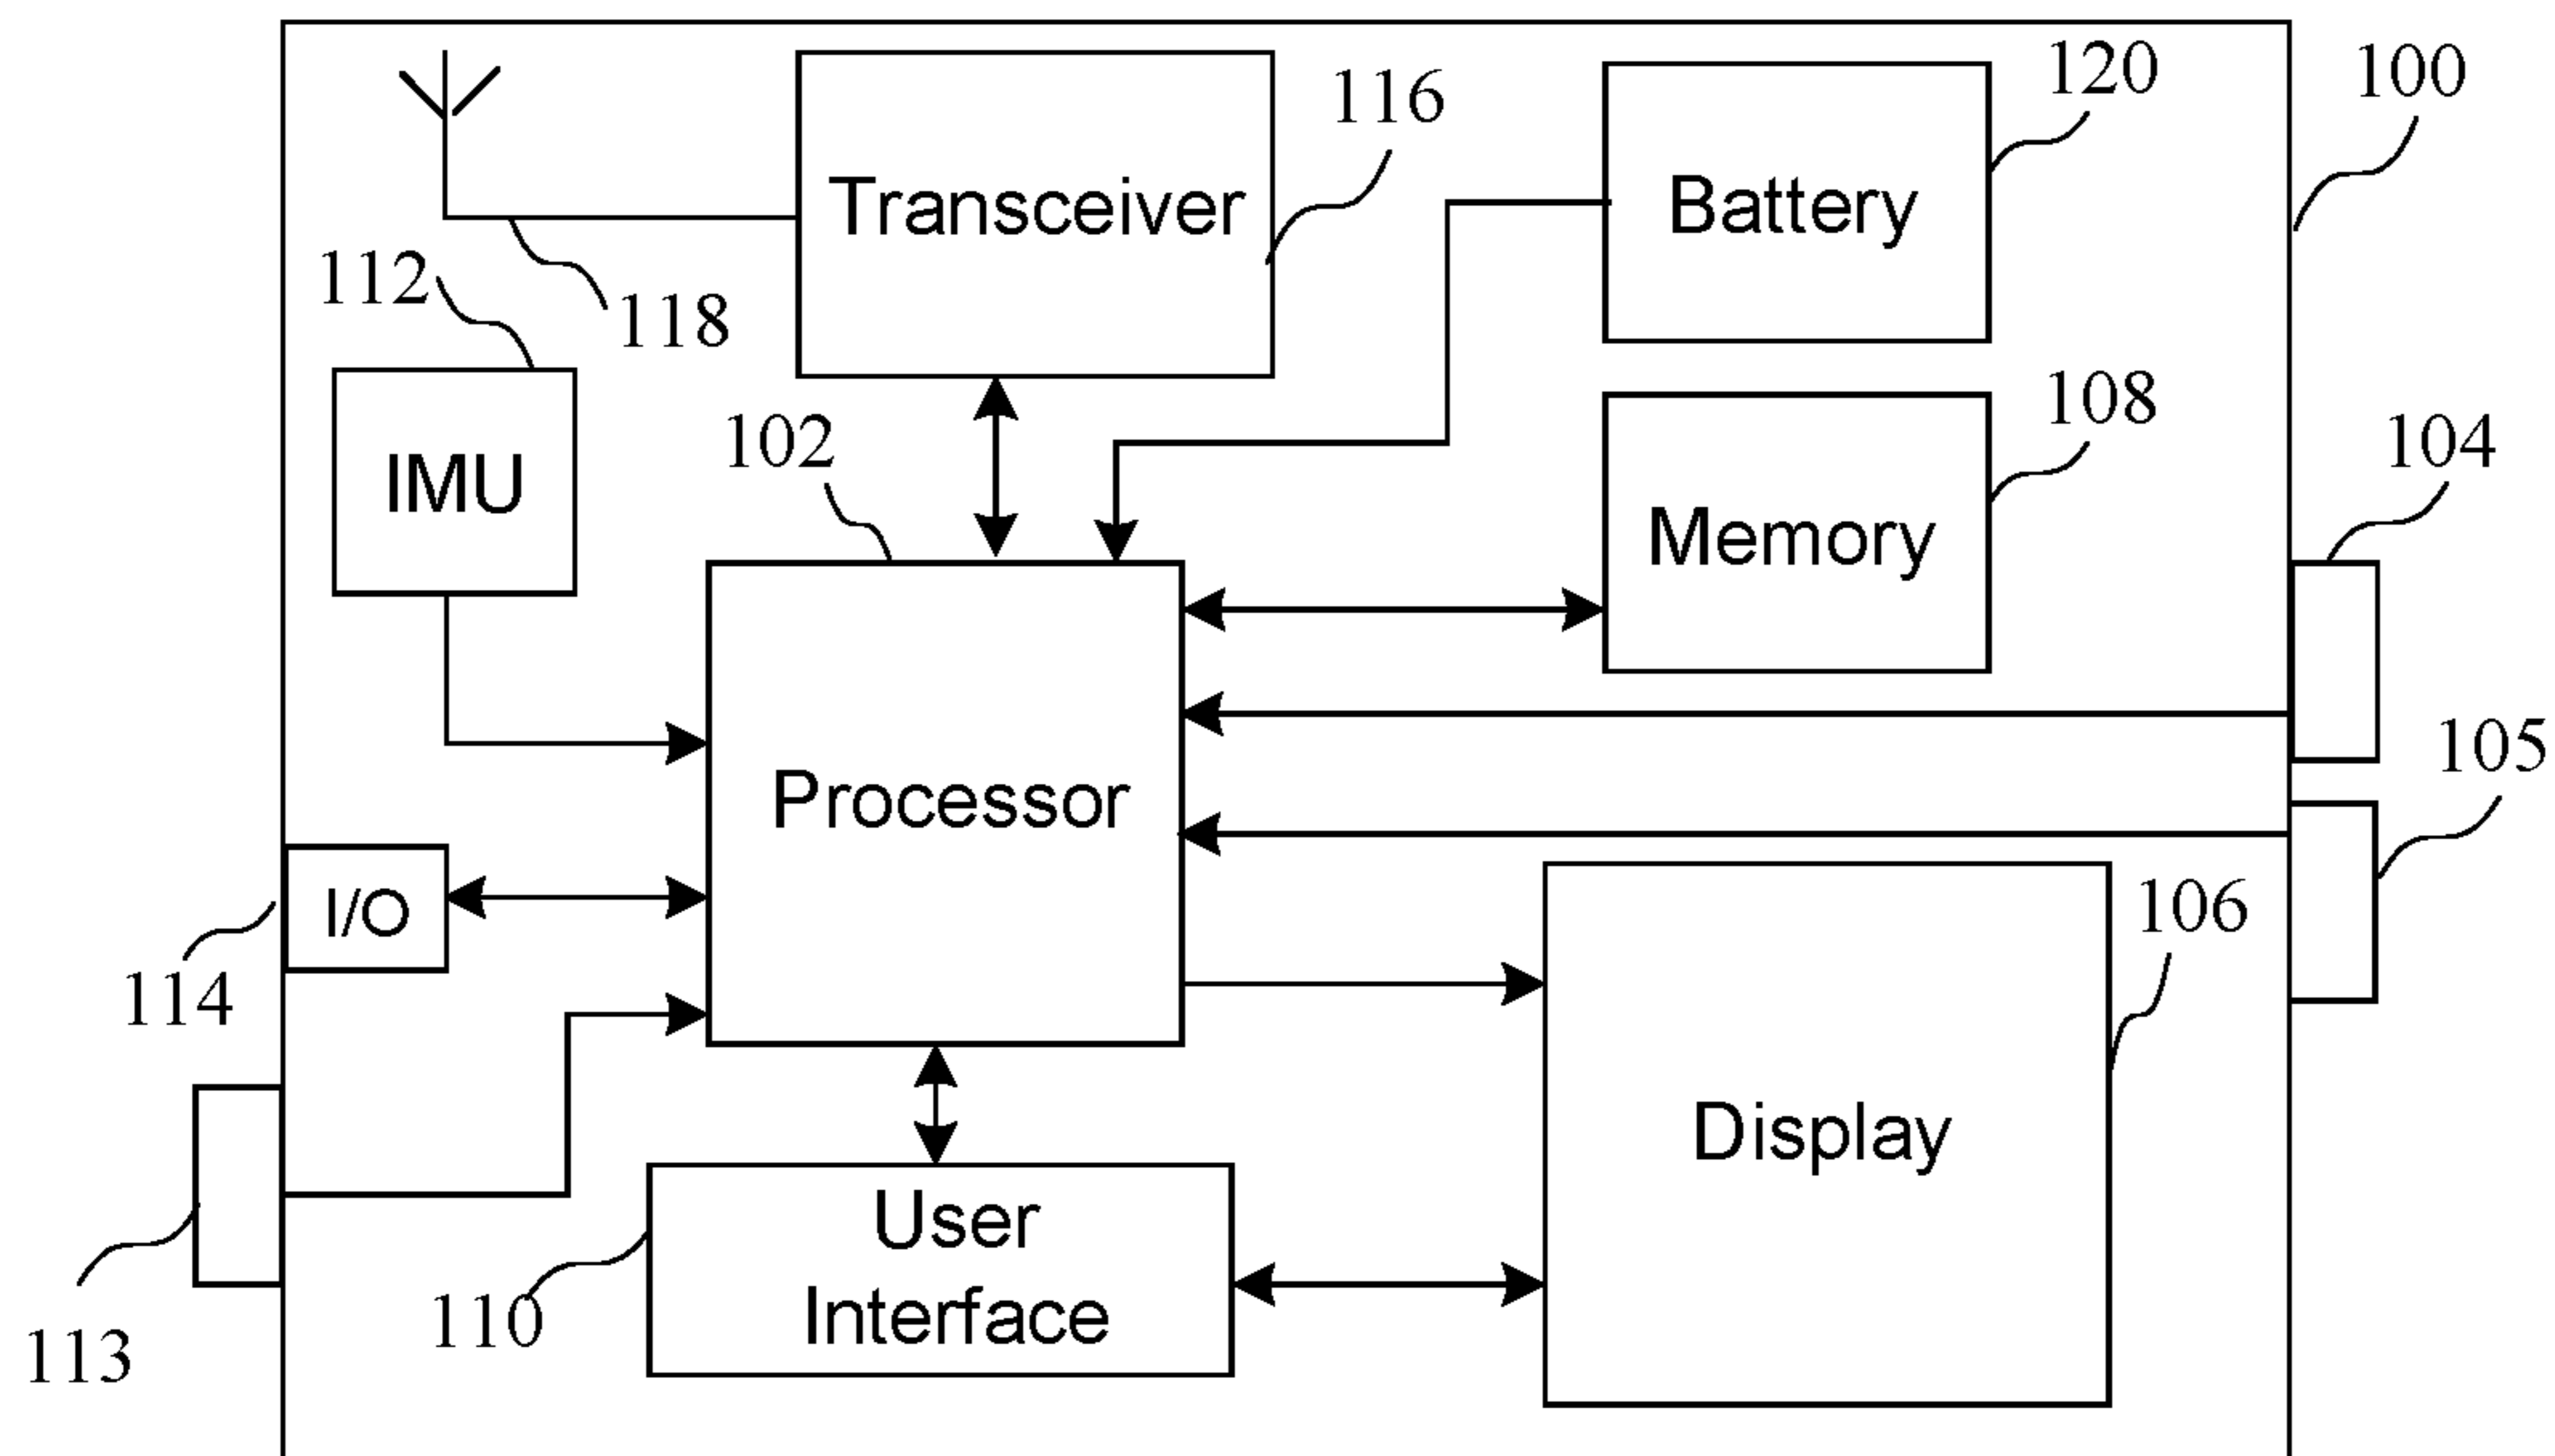 120
100
116
Transceiver
Battery
112
118
108
102
104
IMU
Memory
105
Processor
106
I/O
114
Display
User
Interface
110
113